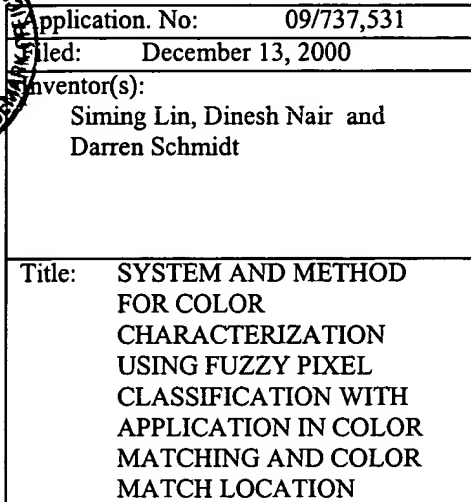 Application. No: 09/737,531
Filed: December 13, 2000
Inventor(s):
Siming Lin, Dinesh Nair and
Darren Schmidt
Title: SYSTEM AND METHOD
FOR COLOR
CHARACTERIZATION
USING FUZZY PIXEL
CLASSIFICATION WITH
APPLICATION IN COLOR
MATCHING AND COLOR
MATCH LOCATION